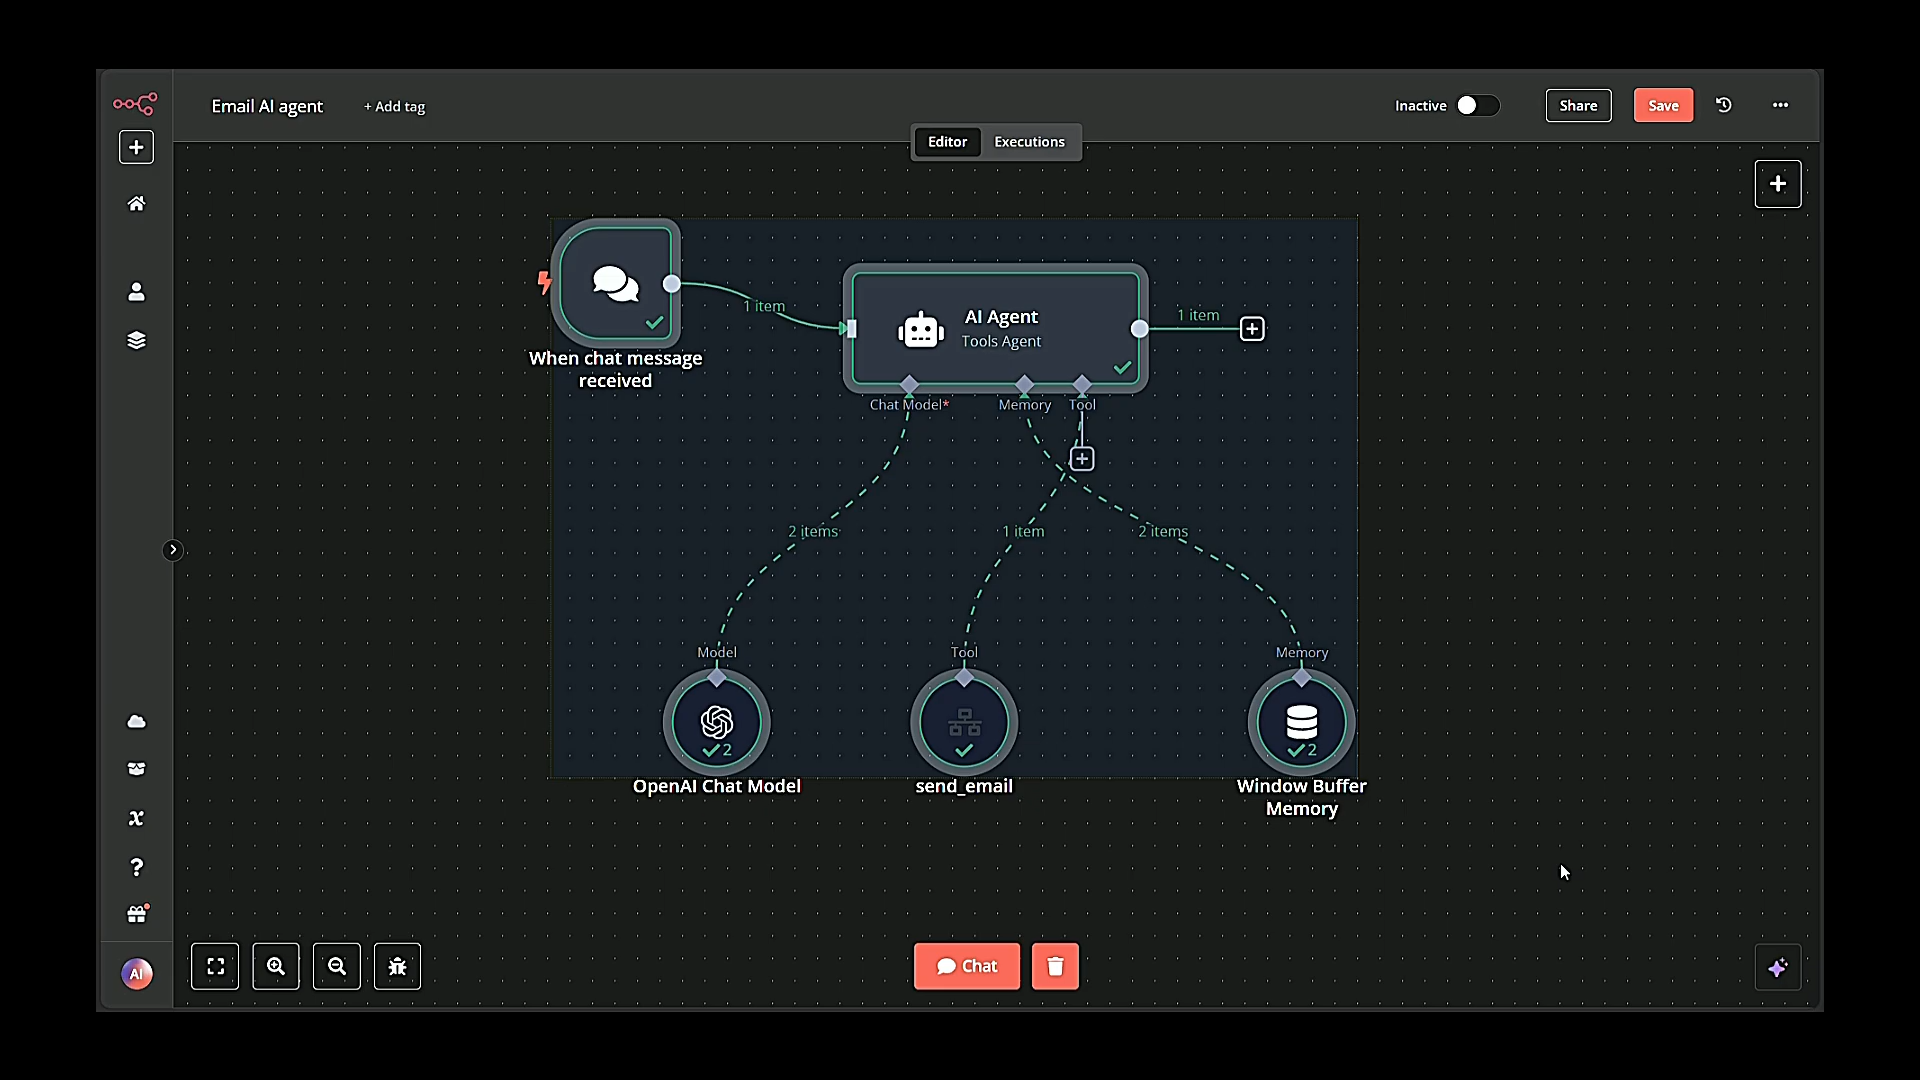 Email AI agent
+ Add tag
Inactive
Share
Save
Editor
Executions
1 item
AI Agent
Tools Agent
1 item
When chat message
received
Chat Model*
Memory
Tool
2 items
1 item
2 items
Model
Tool
Memory
2
2
OpenAI Chat Model
send_email
Window Buffer
Memory
AI
Chat